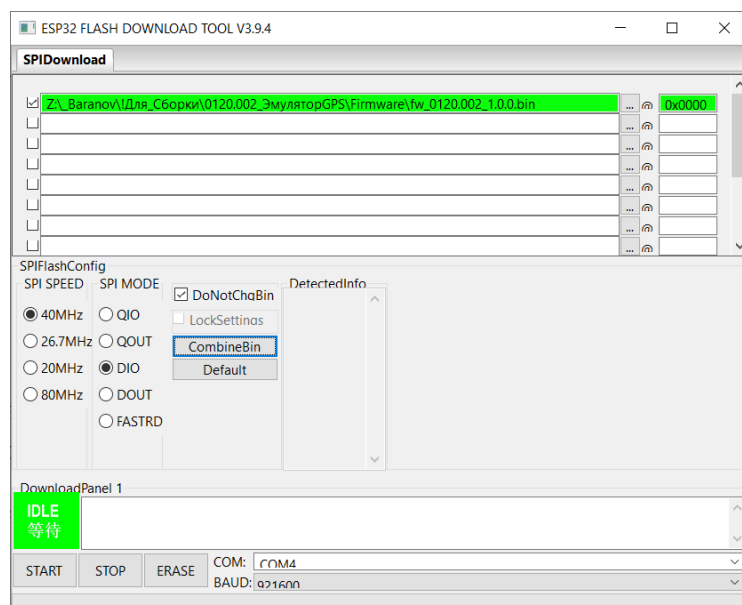 ESP32 FLASH DOWNLOAD TOOL V3.9.4
SPIDownload
Z:\_Baranov\!Для_Сборки\0120.002_ЭмуляторGPS\Firmware\fw_0120.002_1.0.0.bin ... @ 0x0000
... @
... @
... @
... @
... @
... @
... @
SPIFlashConfig
SPI SPEED SPI MODE DetectedInfo
DoNotChgBin
40MHz QIO LockSettings
26.7MHz QOUT CombineBin
20MHz DIO Default
80MHz DOUT
FASTRD
DownloadPanel 1
IDLE
等待
START STOP ERASE
COM: COM4
BAUD: 921600